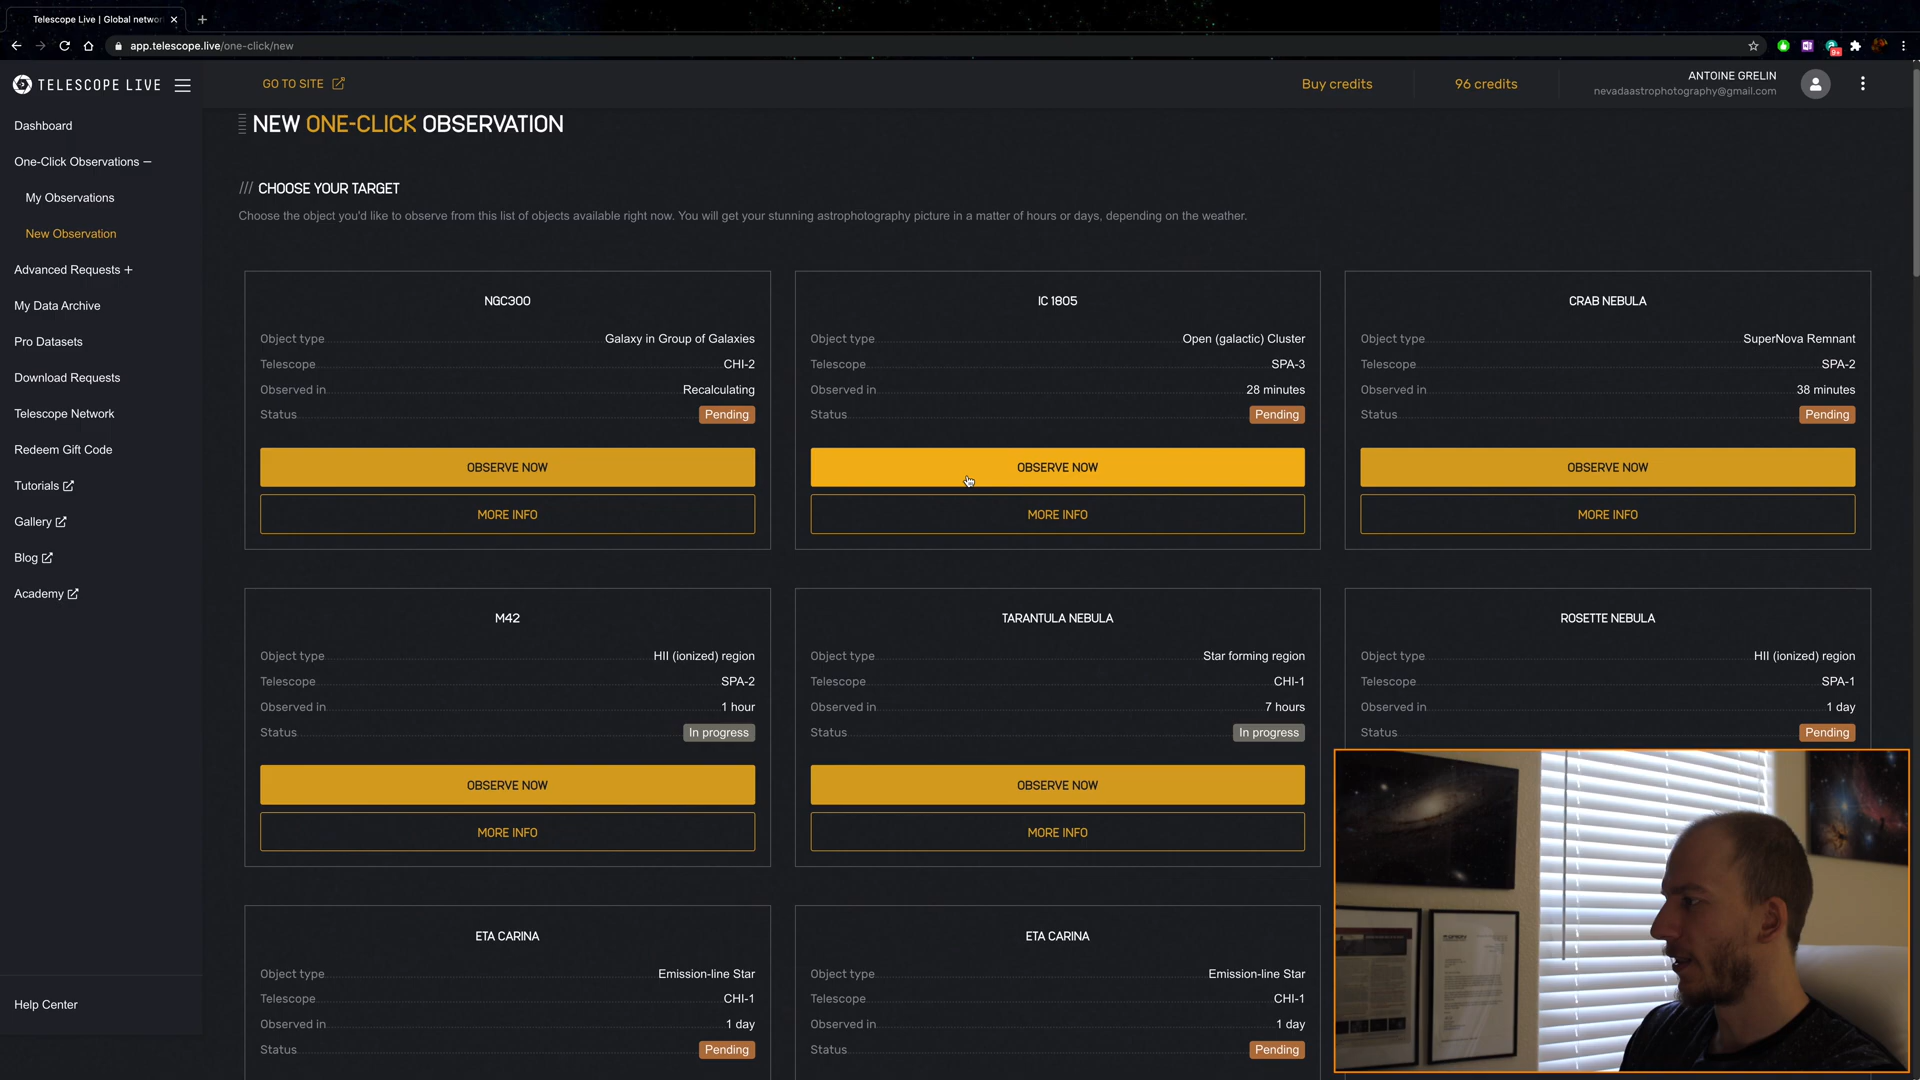 Telescope Live | Global networ
app.telescope.live/one-click/new
9+
TELESCOPE LIVE
GO TO SITE
Buy credits
96 credits
ANTOINE GRELIN
nevadaastrophotography@gmail.com
Dashboard
One-Click Observations –
My Observations
New Observation
Advanced Requests +
My Data Archive
Pro Datasets
Download Requests
Telescope Network
Redeem Gift Code
Tutorials
Gallery
Blog
Academy
Help Center
NEW ONE-CLICK OBSERVATION
/// CHOOSE YOUR TARGET
Choose the object you'd like to observe from this list of objects available right now. You will get your stunning astrophotography picture in a matter of hours or days, depending on the weather.
NGC300
Object type Galaxy in Group of Galaxies
Telescope CHI-2
Observed in Recalculating
Status Pending
OBSERVE NOW
MORE INFO
IC 1805
Object type Open (galactic) Cluster
Telescope SPA-3
Observed in 28 minutes
Status Pending
OBSERVE NOW
MORE INFO
CRAB NEBULA
Object type SuperNova Remnant
Telescope SPA-2
Observed in 38 minutes
Status Pending
OBSERVE NOW
MORE INFO
M42
Object type HII (ionized) region
Telescope SPA-2
Observed in 1 hour
Status In progress
OBSERVE NOW
MORE INFO
TARANTULA NEBULA
Object type Star forming region
Telescope CHI-1
Observed in 7 hours
Status In progress
OBSERVE NOW
MORE INFO
ROSETTE NEBULA
Object type HII (ionized) region
Telescope SPA-1
Observed in 1 day
Status Pending
ETA CARINA
Object type Emission-line Star
Telescope CHI-1
Observed in 1 day
Status Pending
ETA CARINA
Object type Emission-line Star
Telescope CHI-1
Observed in 1 day
Status Pending